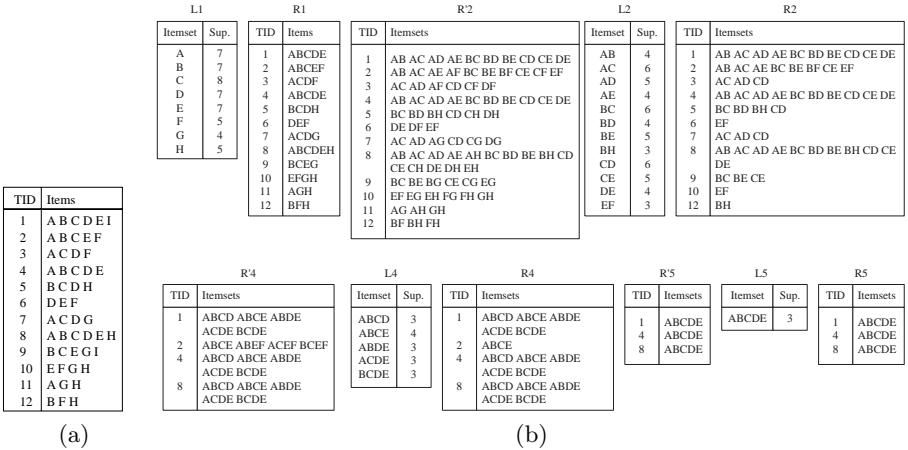 L1
Itemset Sup.
A 7
B 7
C 8
D 7
E 7
F 5
G 4
H 5
R1
TID Items
1 ABCDE
2 ABCEF
3 ACDF
4 ABCDE
5 BCDH
6 DEF
7 ACDG
8 ABCDEH
9 BCEG
10 EFGH
11 AGH
12 BFH
R'2
TID Itemsets
1 AB AC AD AE BC BD BE CD CE DE
2 AB AC AE AF BC BE BF CE CF EF
3 AC AD AF CD CF DF
4 AB AC AD AE BC BD BE CD CE DE
5 BC BD BH CD CH DH
6 DE DF EF
7 AC AD AG CD CG DG
8 AB AC AD AE AH BC BD BE BH CD
CE CH DE DH EH
9 BC BE BG CE CG EG
10 EF EG EH FG FH GH
11 AG AH GH
12 BF BH FH
L2
Itemset Sup.
AB 4
AC 6
AD 5
AE 4
BC 6
BD 4
BE 5
BH 3
CD 6
CE 5
DE 4
EF 3
R2
TID Itemsets
1 AB AC AD AE BC BD BE CD CE DE
2 AB AC AE BC BE BF CE EF
3 AC AD CD
4 AB AC AD AE BC BD BE CD CE DE
5 BC BD BH CD
6 EF
7 AC AD CD
8 AB AC AD AE BC BD BE BH CD CE
DE
9 BC BE CE
10 EF
12 BH
TID Items
1 A B C D E I
2 A B C E F
3 A C D F
4 A B C D E
5 B C D H
6 D E F
7 A C D G
8 A B C D E H
9 B C E G I
10 E F G H
11 A G H
12 B F H
(a)
R'4
TID Itemsets
1 ABCD ABCE ABDE
ACDE BCDE
2 ABCE ABEF ACEF BCEF
4 ABCD ABCE ABDE
ACDE BCDE
8 ABCD ABCE ABDE
ACDE BCDE
L4
Itemset Sup.
ABCD 3
ABCE 4
ABDE 3
ACDE 3
BCDE 3
R4
TID Itemsets
1 ABCD ABCE ABDE
ACDE BCDE
2 ABCE
4 ABCD ABCE ABDE
ACDE BCDE
8 ABCD ABCE ABDE
ACDE BCDE
R'5
TID Itemsets
1 ABCDE
4 ABCDE
8 ABCDE
L5
Itemset Sup.
ABCDE 3
R5
TID Itemsets
1 ABCDE
4 ABCDE
8 ABCDE
(b)